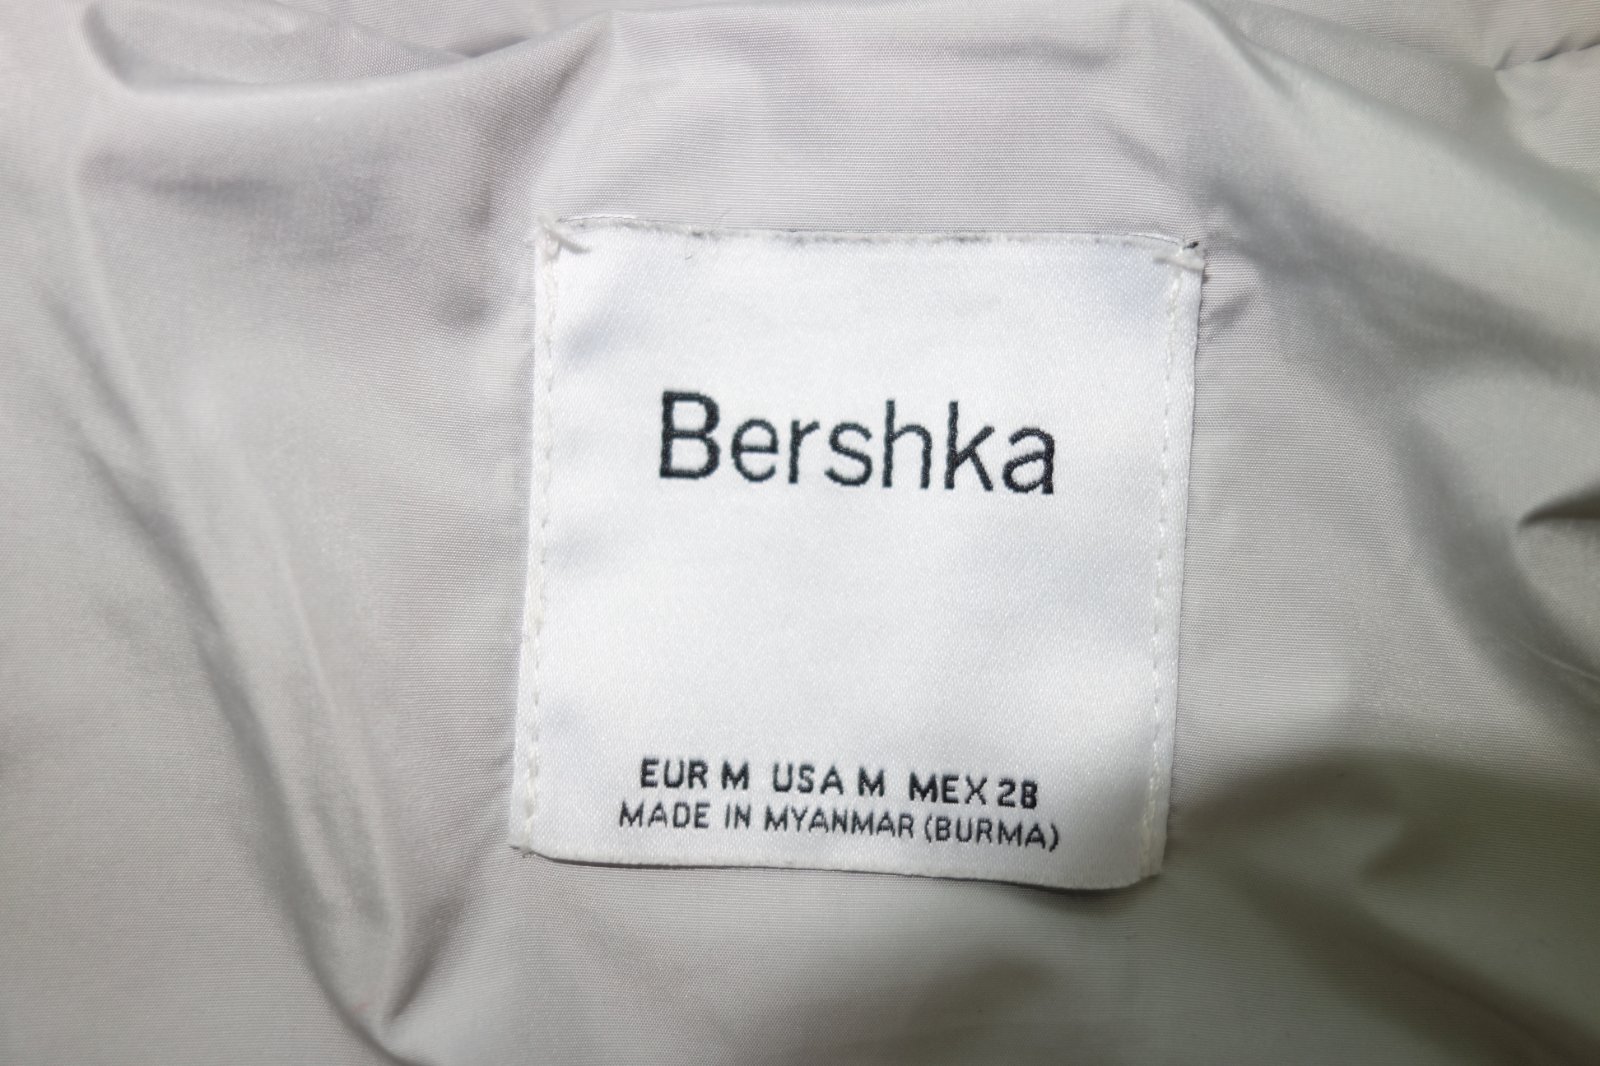 Bershka
EUR M USA M MEX 28
MADE IN MYANMAR (BURMA)